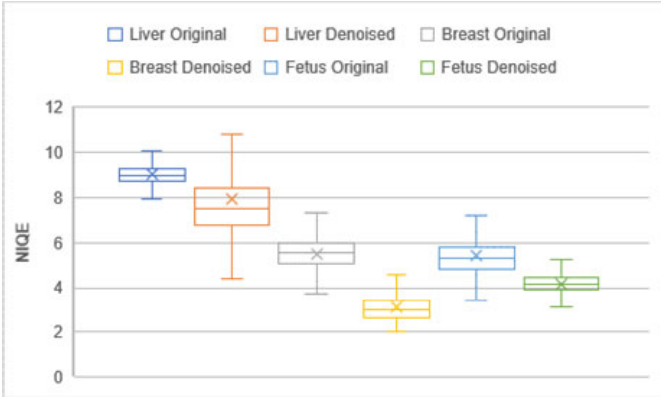 Liver Original Liver Denoised Breast Original
Breast Denoised Fetus Original Fetus Denoised
12
10
8
6
4
2
0
NIQE